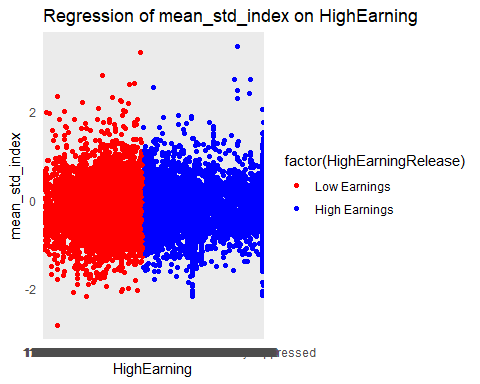 Regression of mean_std_index on HighEarning
mean_std_index
2
0
-2
factor(HighEarningRelease)
Low Earnings
High Earnings
HighEarning